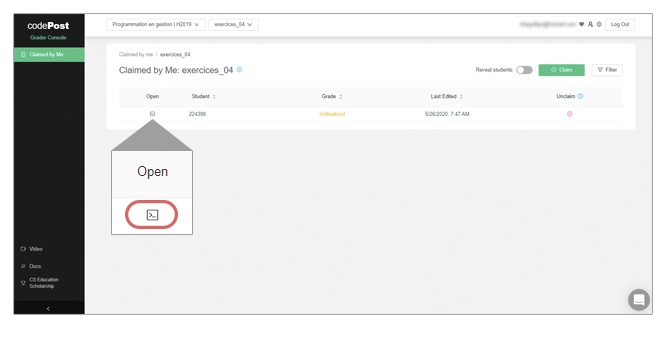 codePost
Grader Console
Claimed by Me
Programmation en gestion | H2019
exercices_04
Log Out
Claimed by me / exercices_04
Claimed by Me: exercices_04
Reveal students:
Claim
Filter
Open
Student
Grade
Last Edited
Unclaim
224390
Unfinalized
5/26/2020, 7:47 AM
Open
Video
Docs
CS Education
Scholarship